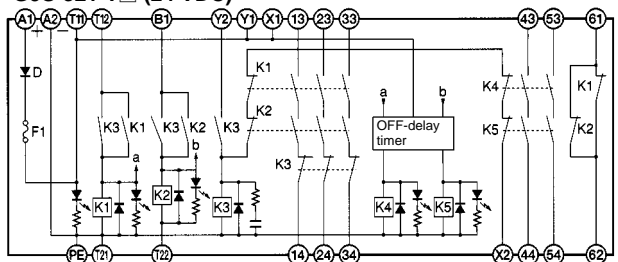 A1 A2 T11 T12 B1 Y2 Y1 X1 13 23 33 43 53 61
+ −
D
F1
K1
K2
K3 K1 K3 K2 K3
K3
a b
OFF-delay
timer
K4
K5
K1
K2
a b
K1 K2 K3 K4 K5
PE T21 T22 14 24 34 X2 44 54 62